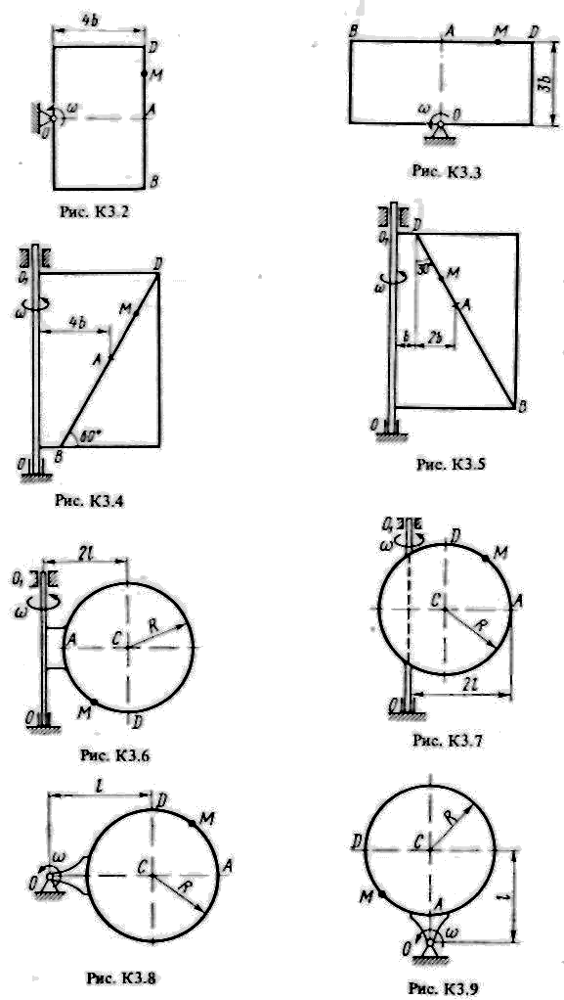 4b
D
M
ω
O
A
B
Рис. К3.2
B
A
M
D
3b
ω
O
Рис. К3.3
O₁
D
ω
M
4b
A
B
60°
O
Рис. К3.4
O₁
D
30
ω
M
A
b
2b
B
O
Рис. К3.5
2l
O₁
ω
R
A
C
M
O
D
Рис. К3.6
O₁
ω
D
M
C
A
R
2l
O
Рис. К3.7
l
D
M
ω
O
C
A
R
Рис. К3.8
R
D
C
M
A
l
O
ω
Рис. К3.9